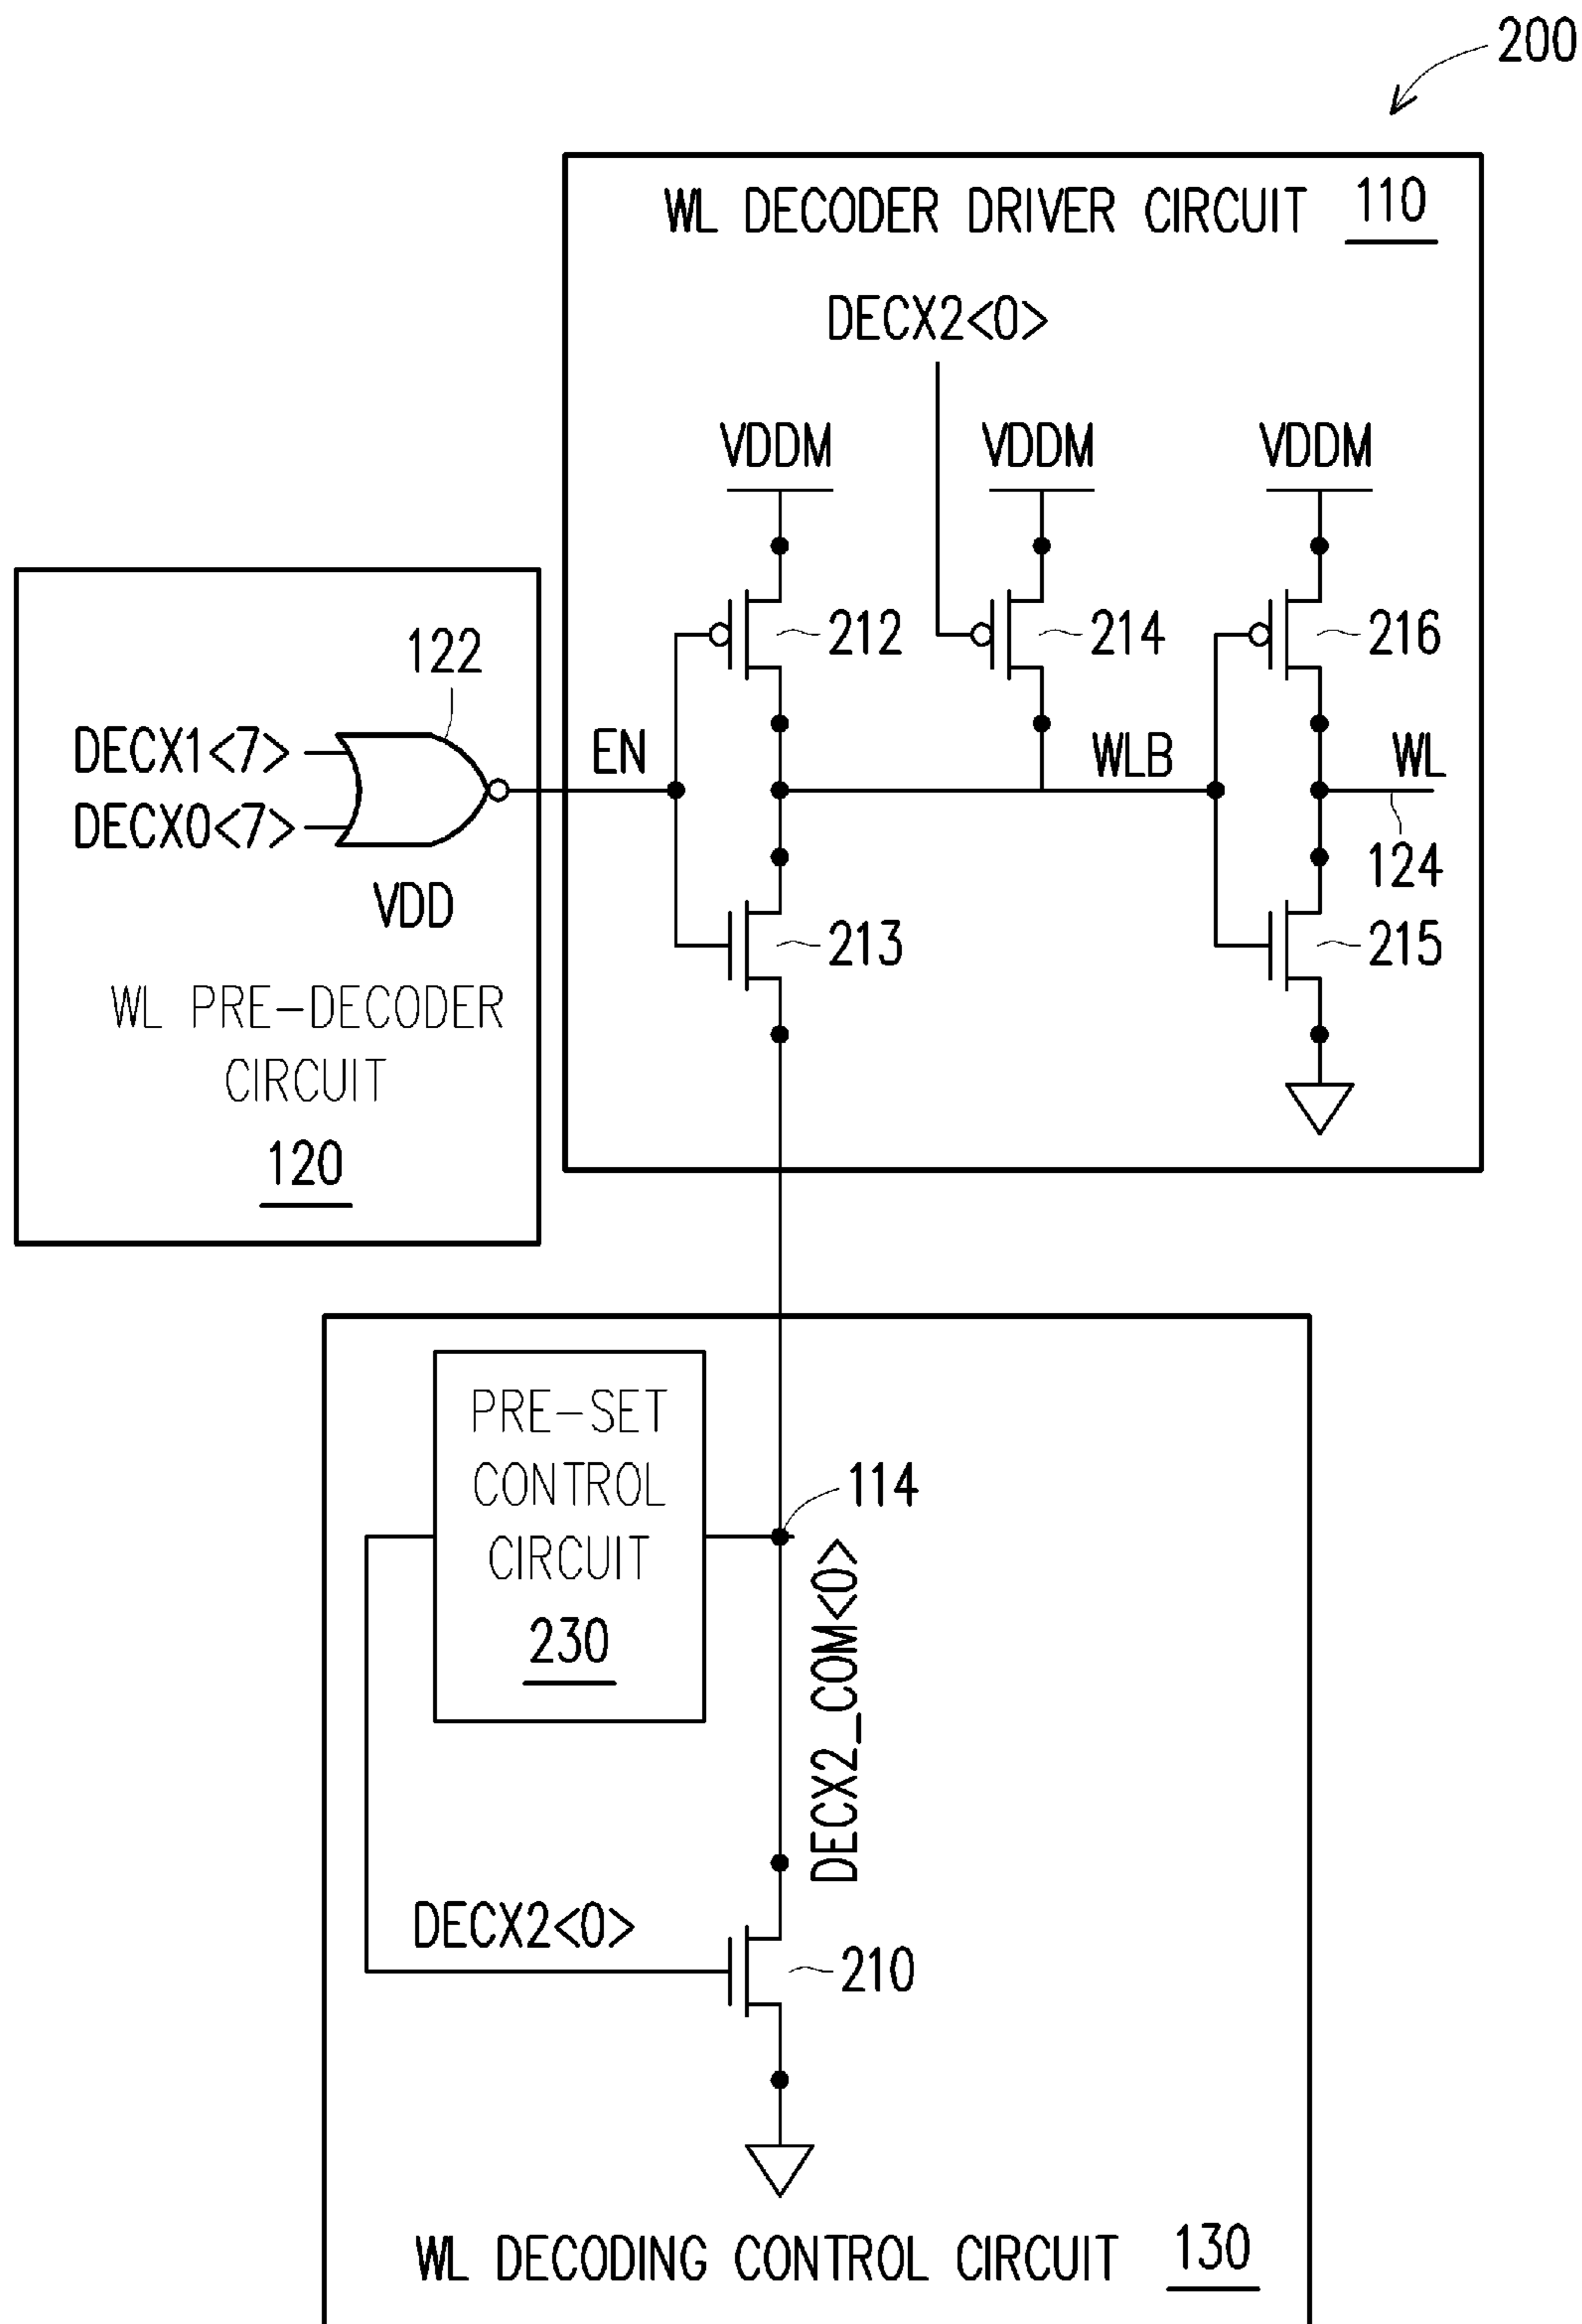 200
WL DECODER DRIVER CIRCUIT 110
DECX2<0>
VDDM VDDM VDDM
212 214 216
122
DECX1<7>
DECX0<7>
VDD
EN
WLB
WL
124
213 215
WL PRE-DECODER
CIRCUIT
120
PRE-SET
CONTROL
CIRCUIT
230
114
DECX2_COM<0>
DECX2<0>
210
WL DECODING CONTROL CIRCUIT 130